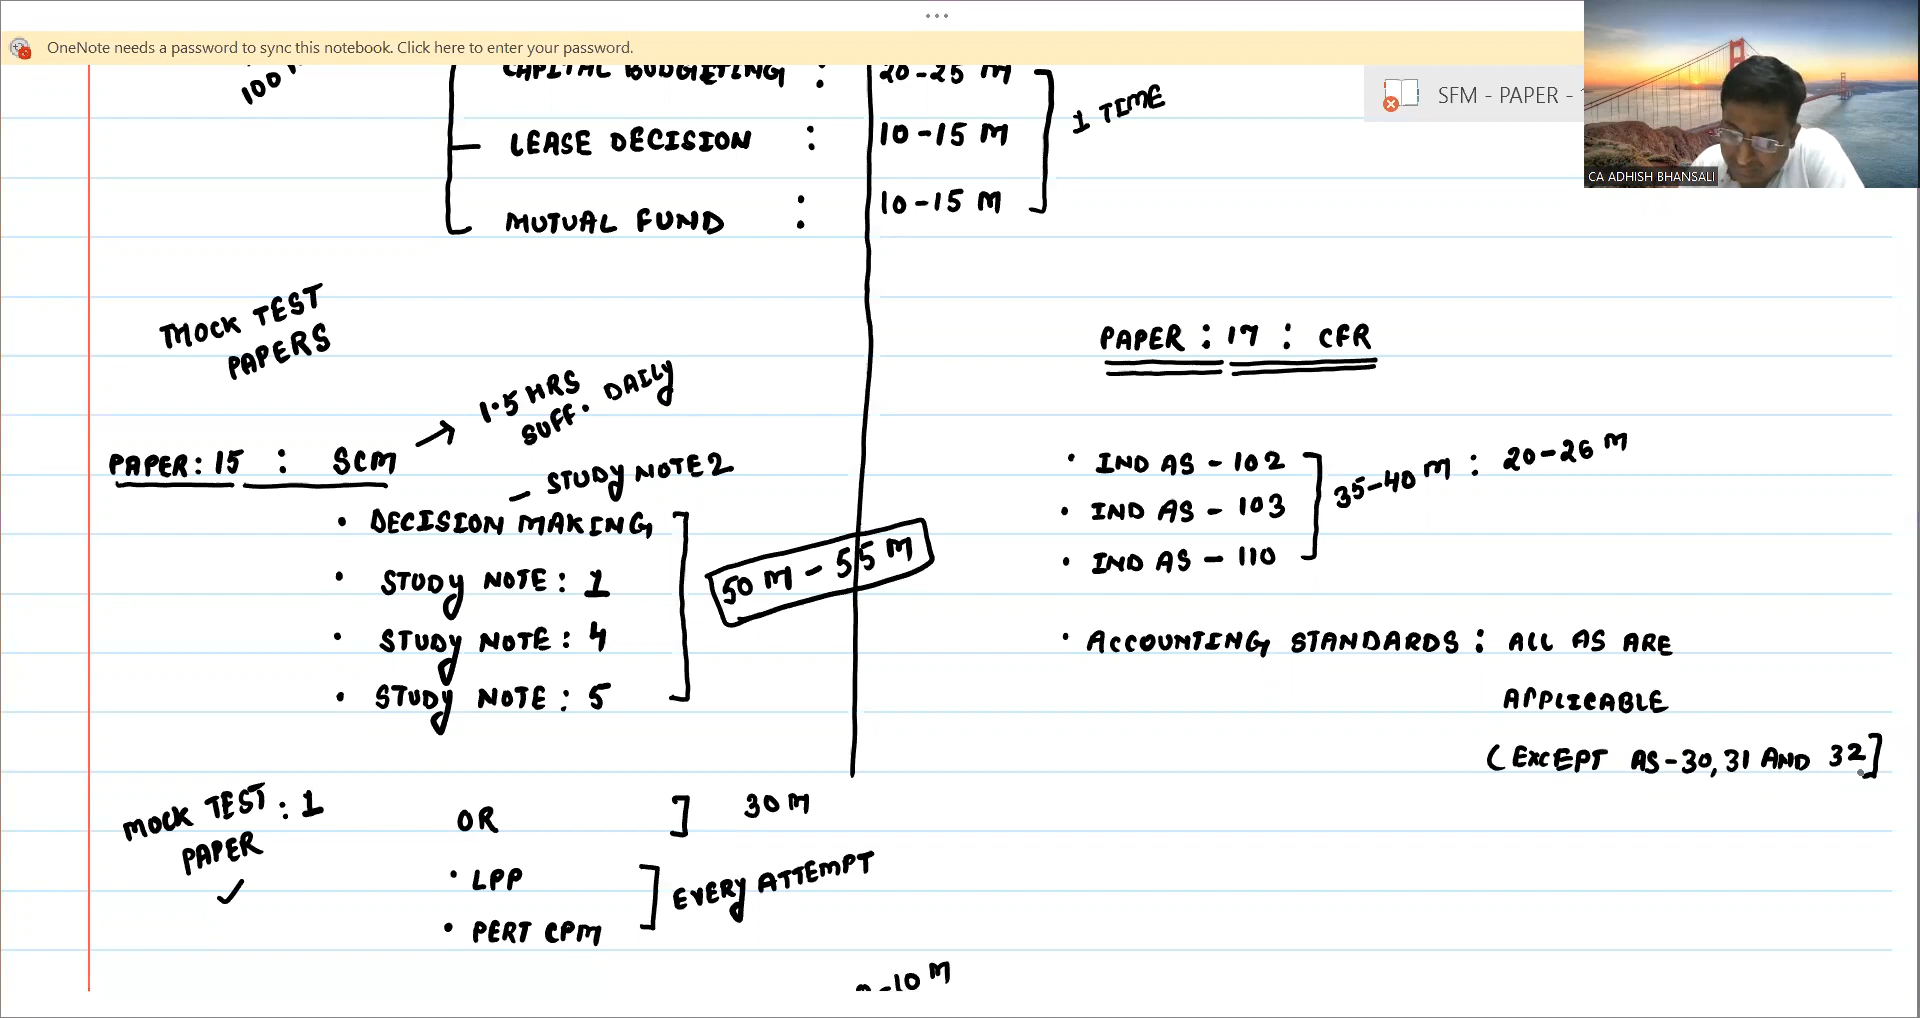 OneNote needs a password to sync this notebook. Click here to enter your password.
SFM - PAPER -
CA ADHISH BHANSALI
CAPITAL BUDGETING : 20-25 M
LEASE DECISION : 10-15 M
MUTUAL FUND : 10-15 M
1 TIME
MOCK TEST
PAPERS
PAPER: 15 : SCM
1.5 HRS
SUFF. DAILY
- STUDY NOTE 2
• DECISION MAKING
• STUDY NOTE : 1
• STUDY NOTE : 4
• STUDY NOTE : 5
50 M - 55 M
MOCK TEST : 1
PAPER
OR
30 M
• LPP
• PERT CPM
EVERY ATTEMPT
-10 M
PAPER : 17 : CFR
• IND AS - 102
• IND AS - 103
• IND AS - 110
35-40 M : 20-26 M
• ACCOUNTING STANDARDS : ALL AS ARE
APPLICABLE
(EXCEPT AS-30, 31 AND 32]